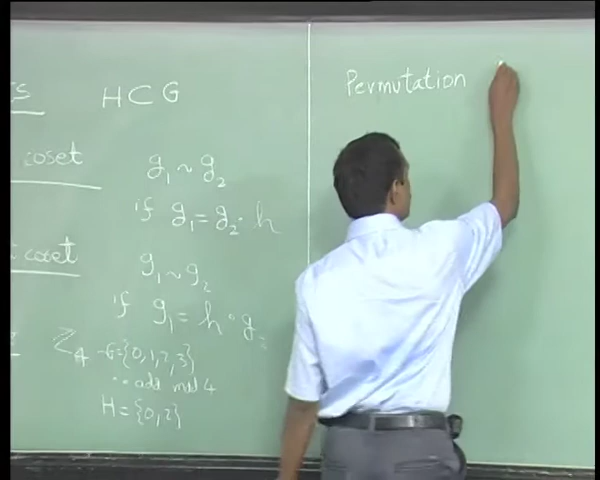 H C G
coset
g₁ ~ g₂
if g₁ = g₂ · h
coset
g₁ ~ g₂
if g₁ = h · g₂
Z₄ G = {0, 1, 2, 3}
·· add mod 4
H = {0, 2}
Permutation